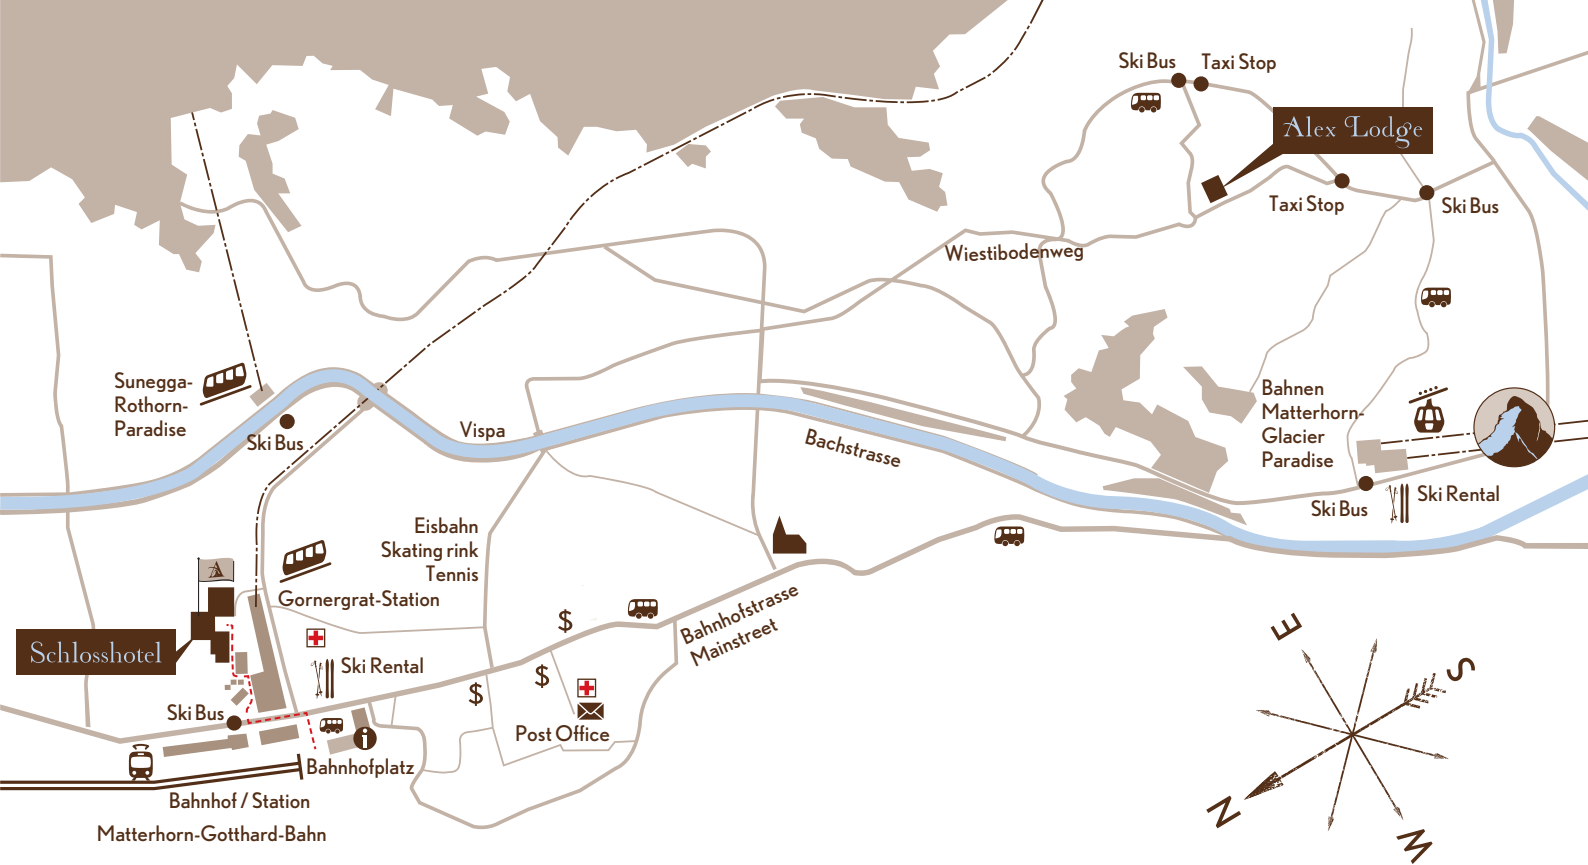 Ski Bus
Taxi Stop
Alex Lodge
Taxi Stop
Ski Bus
Wiestibodenweg
Sunegga-
Rothorn-
Paradise
Ski Bus
Vispa
Bachstrasse
Bahnen
Matterhorn-
Glacier
Paradise
Ski Bus
Ski Rental
Eisbahn
Skating rink
Tennis
Gornergrat-Station
$
Bahnhofstrasse
Mainstreet
Schlosshotel
Ski Rental
$
$
Ski Bus
Post Office
i
Bahnhofplatz
Bahnhof / Station
Matterhorn-Gotthard-Bahn
E
S
N
W